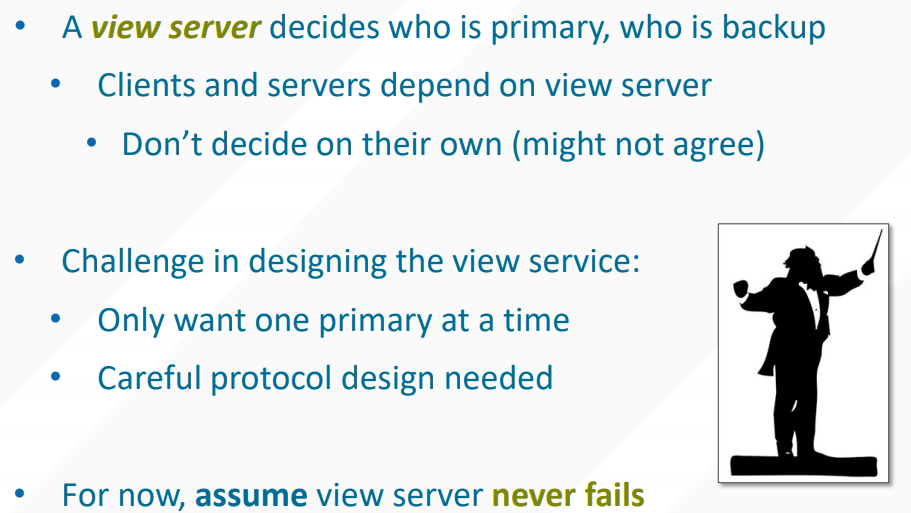 • A view server decides who is primary, who is backup
• Clients and servers depend on view server
• Don’t decide on their own (might not agree)
• Challenge in designing the view service:
• Only want one primary at a time
• Careful protocol design needed
• For now, assume view server never fails